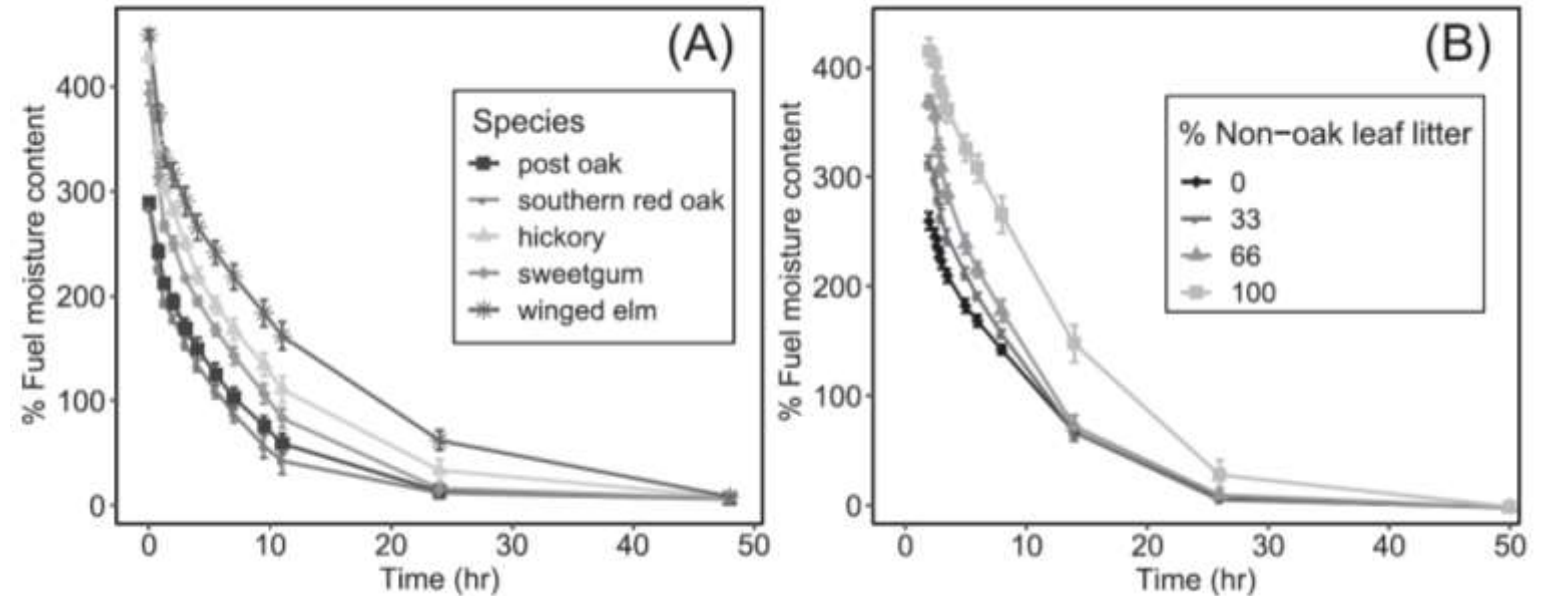 (A)
% Fuel moisture content
400
300
200
100
0
Species
post oak
southern red oak
hickory
sweetgum
winged elm
0 10 20 30 40 50
Time (hr)
(B)
% Fuel moisture content
400
300
200
100
0
% Non−oak leaf litter
0
33
66
100
0 10 20 30 40 50
Time (hr)